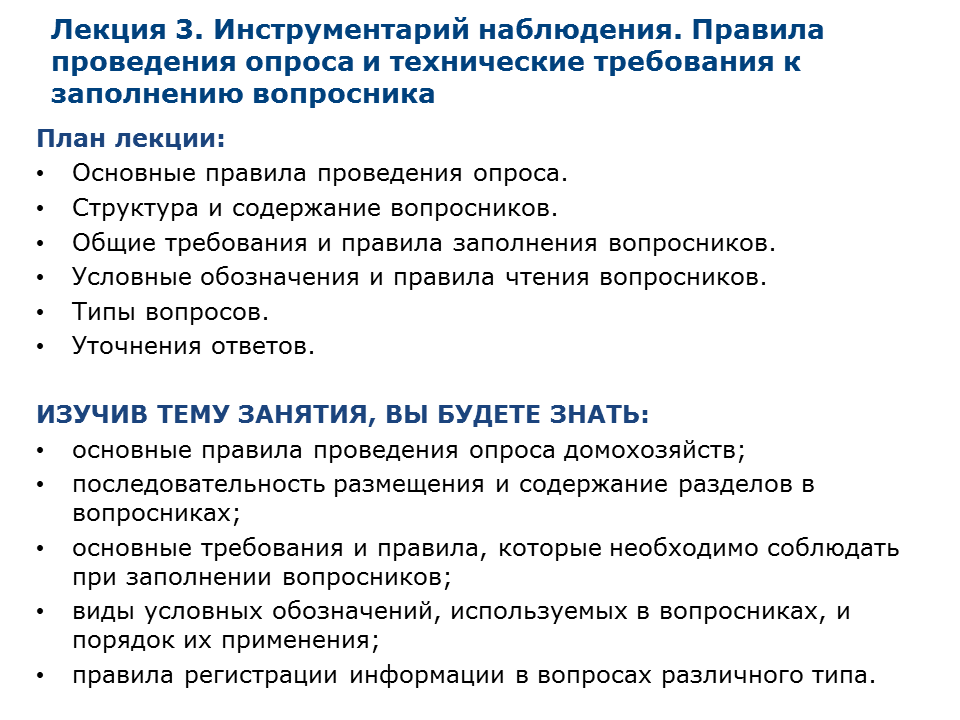 Лекция 3. Инструментарий наблюдения. Правила
проведения опроса и технические требования к
заполнению вопросника
План лекции:
• Основные правила проведения опроса.
• Структура и содержание вопросников.
• Общие требования и правила заполнения вопросников.
• Условные обозначения и правила чтения вопросников.
• Типы вопросов.
• Уточнения ответов.
ИЗУЧИВ ТЕМУ ЗАНЯТИЯ, ВЫ БУДЕТЕ ЗНАТЬ:
• основные правила проведения опроса домохозяйств;
• последовательность размещения и содержание разделов в
вопросниках;
• основные требования и правила, которые необходимо соблюдать
при заполнении вопросников;
• виды условных обозначений, используемых в вопросниках, и
порядок их применения;
• правила регистрации информации в вопросах различного типа.